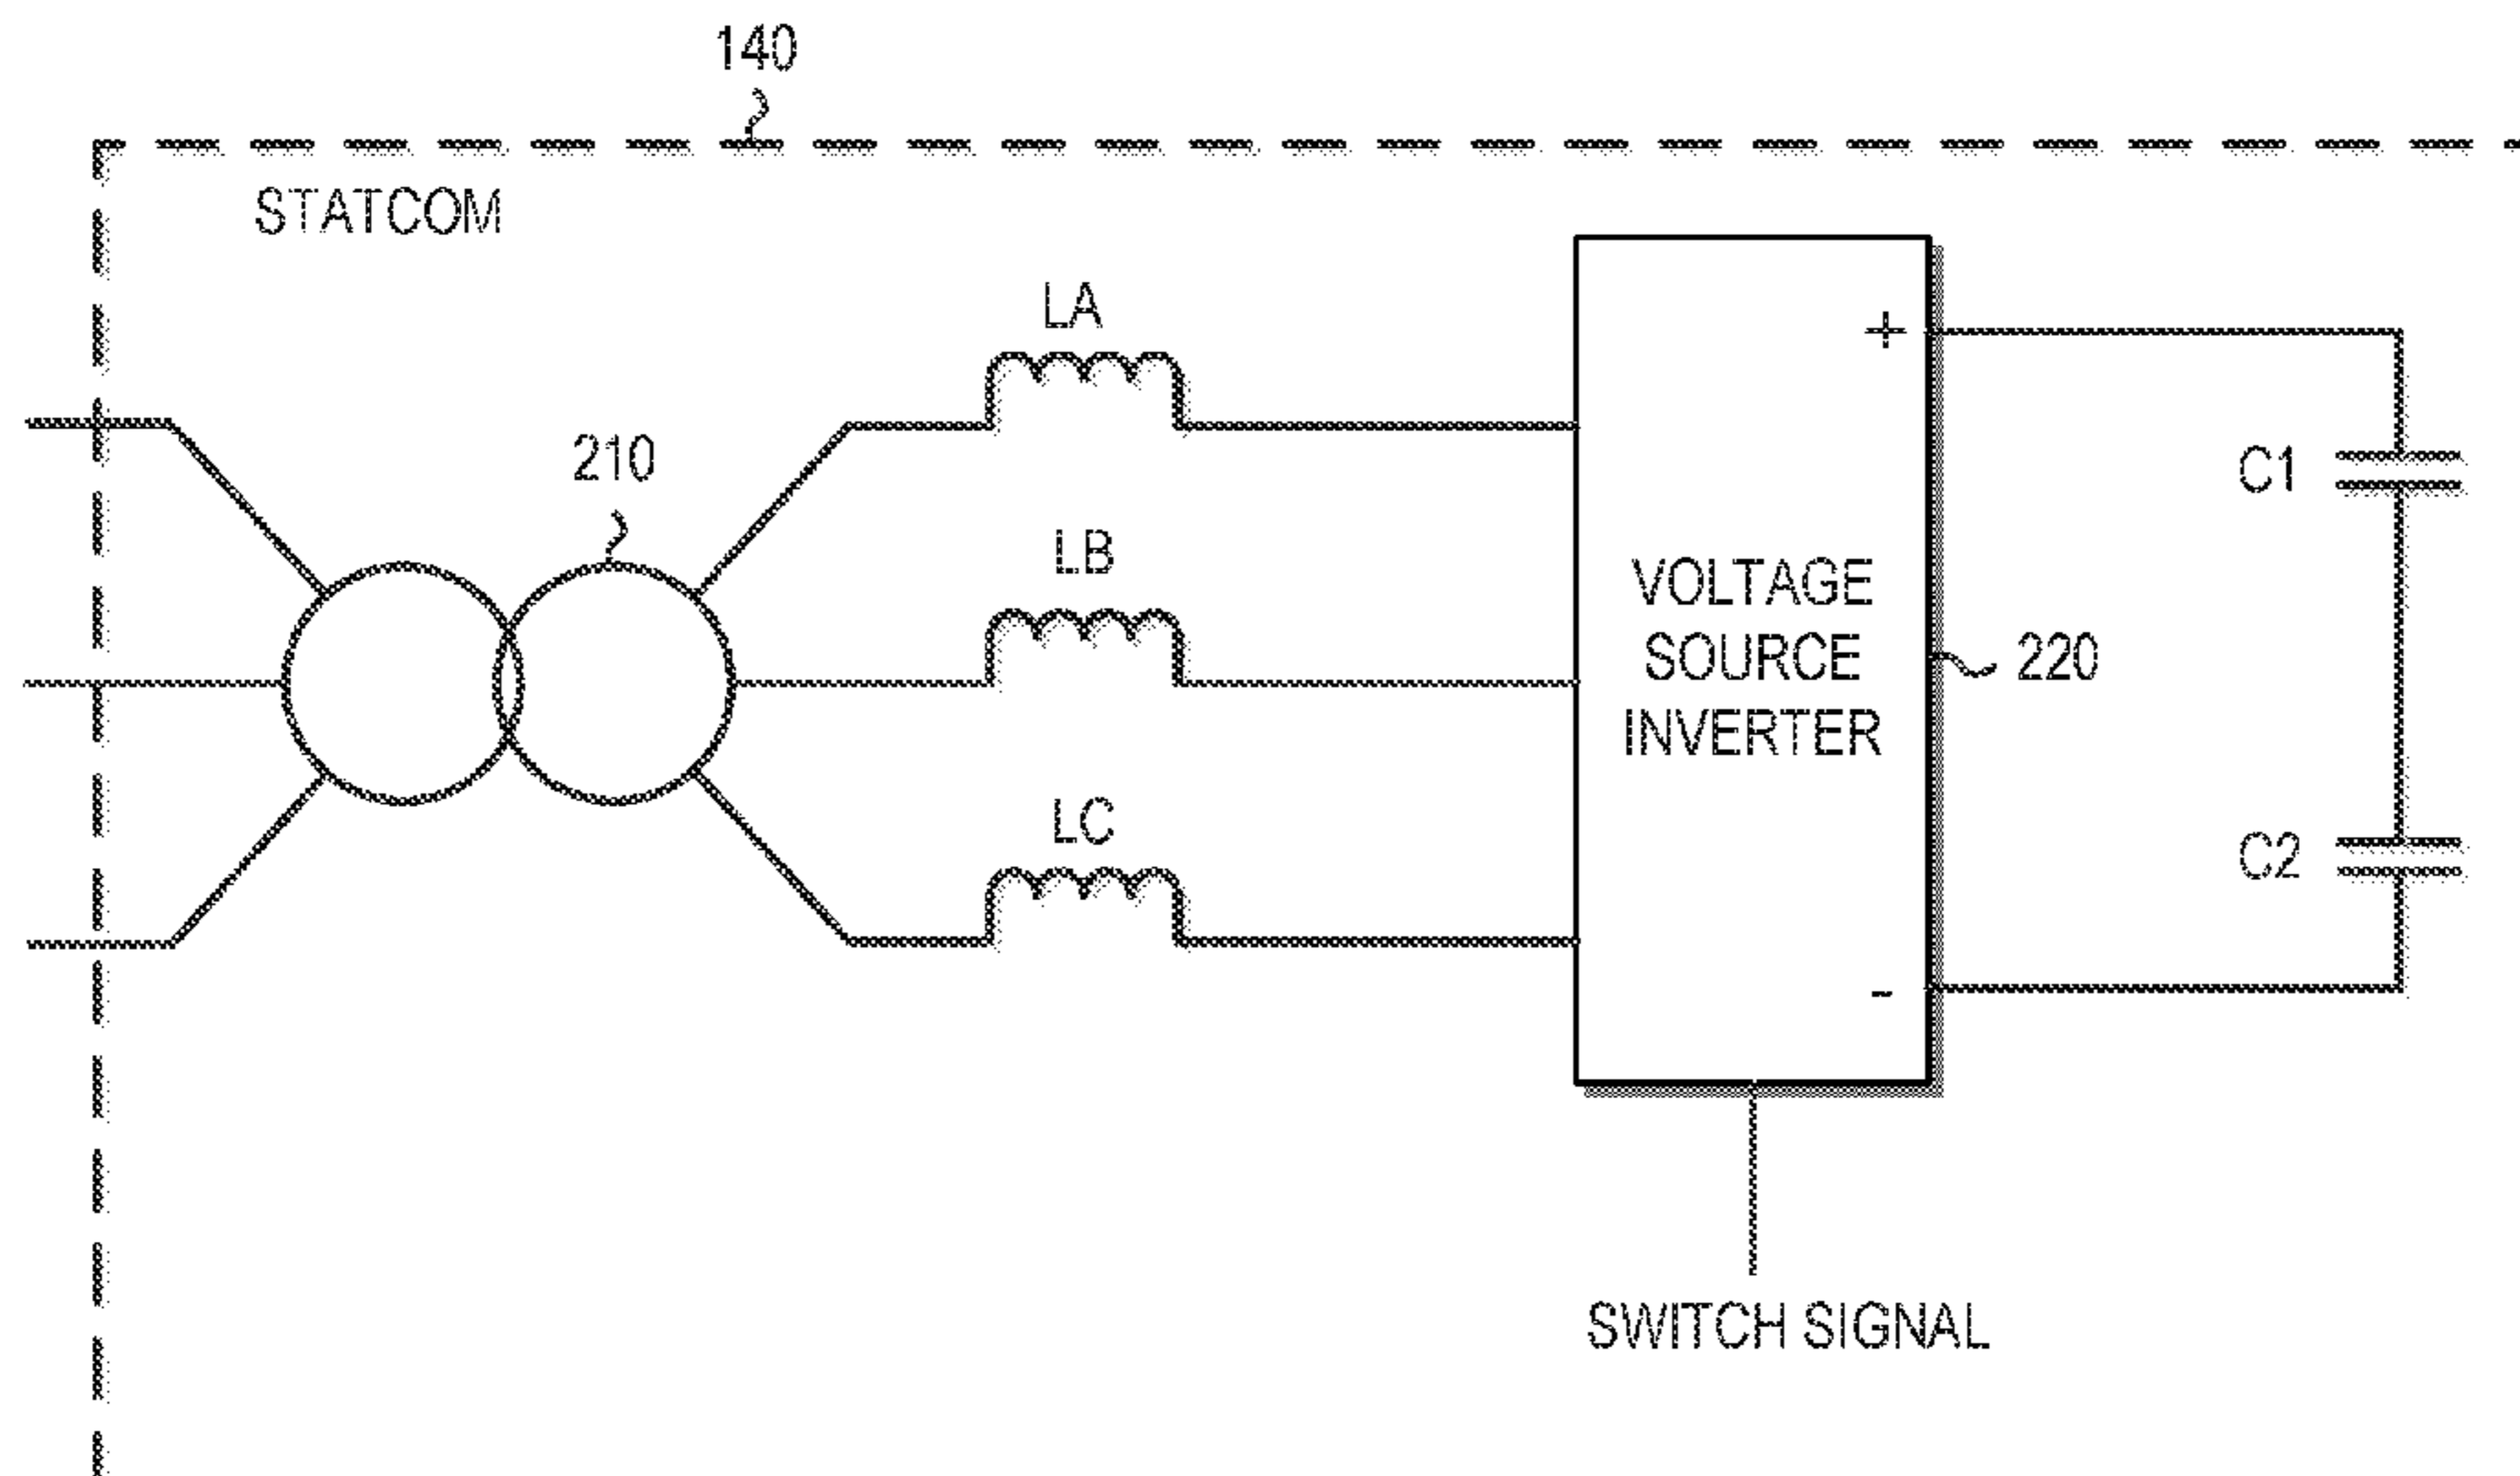 140
STATCOM
LA
+
210
C1
LB
VOLTAGE
SOURCE
INVERTER
220
LC
C2
-
SWITCH SIGNAL